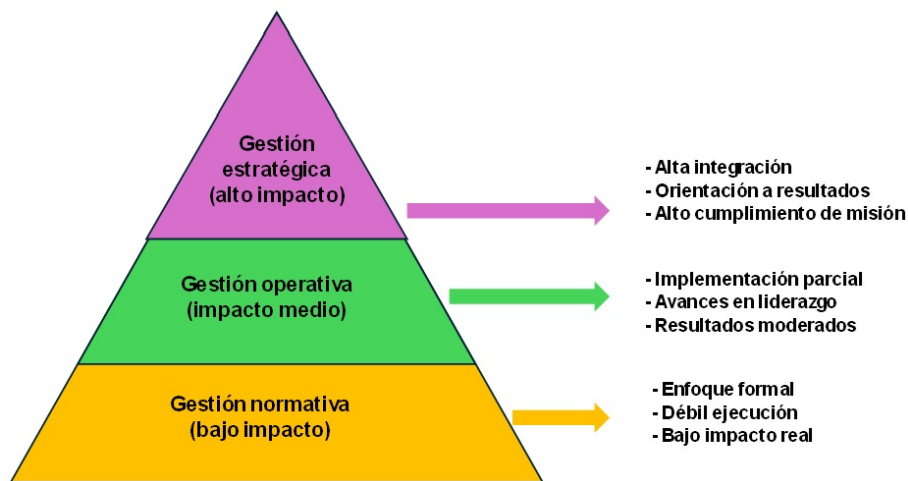 Gestión
estratégica
(alto impacto)
- Alta integración
- Orientación a resultados
- Alto cumplimiento de misión
Gestión operativa
(impacto medio)
- Implementación parcial
- Avances en liderazgo
- Resultados moderados
Gestión normativa
(bajo impacto)
- Enfoque formal
- Débil ejecución
- Bajo impacto real